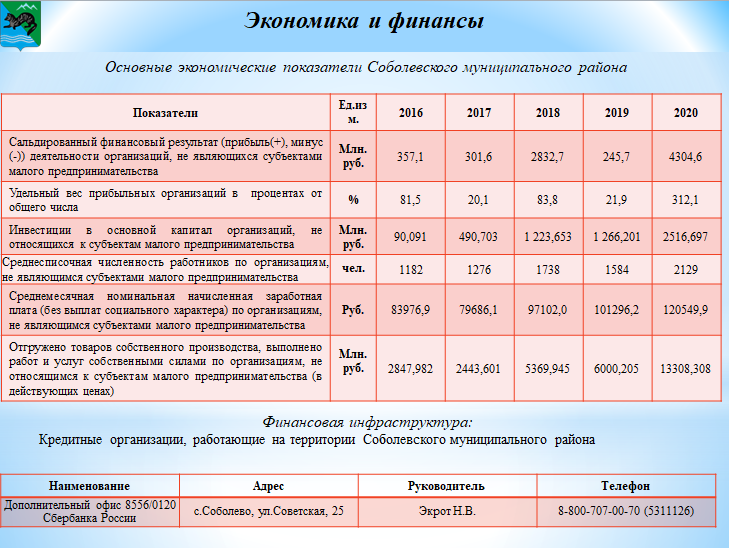 Экономика и финансы
Основные экономические показатели Соболевского муниципального района
Показатели
Ед.из
м.
2016
2017
2018
2019
2020
Сальдированный финансовый результат (прибыль(+), минус
(-)) деятельности организаций, не являющихся субъектами
малого предпринимательства
Млн.
руб.
357,1
301,6
2832,7
245,7
4304,6
Удельный вес прибыльных организаций в процентах от
общего числа
%
81,5
20,1
83,8
21,9
312,1
Инвестиции в основной капитал организаций, не
относящихся к субъектам малого предпринимательства
Млн.
руб.
90,091
490,703
1 223,653
1 266,201
2516,697
Среднесписочная численность работников по организациям,
не являющимся субъектами малого предпринимательства
чел.
1182
1276
1738
1584
2129
Среднемесячная номинальная начисленная заработная
плата (без выплат социального характера) по организациям,
не являющимся субъектами малого предпринимательства
Руб.
83976,9
79686,1
97102,0
101296,2
120549,9
Отгружено товаров собственного производства, выполнено
работ и услуг собственными силами по организациям, не
относящимся к субъектам малого предпринимательства (в
действующих ценах)
Млн.
руб.
2847,982
2443,601
5369,945
6000,205
13308,308
Финансовая инфраструктура:
Кредитные организации, работающие на территории Соболевского муниципального района
Наименование
Адрес
Руководитель
Телефон
Дополнительный офис 8556/0120
Сбербанка России
с.Соболево, ул.Советская, 25
Экрот Н.В.
8-800-707-00-70 (5311126)